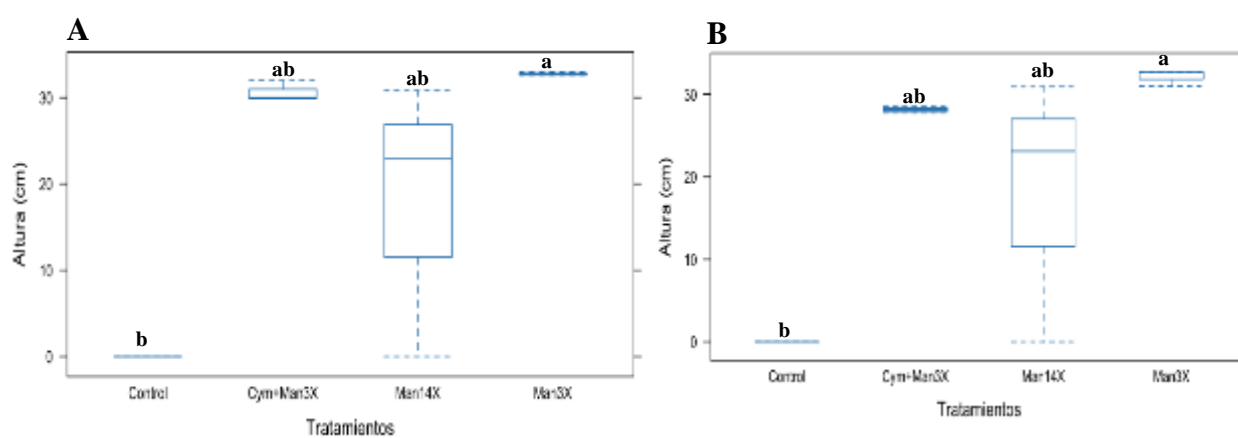 A
Altura (cm)
30
20
10
0
b
ab
ab
a
Control
Cym+Man3X
Man14X
Man3X
Tratamientos
B
Altura (cm)
30
20
10
0
b
ab
ab
a
Control
Cym+Man3X
Man14X
Man3X
Tratamientos